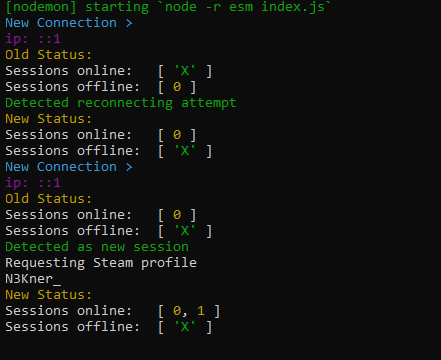 [nodemon] starting `node -r esm index.js`
New Connection >
ip: ::1
Old Status:
Sessions online:   [ 'X' ]
Sessions offline:  [ 0 ]
Detected reconnecting attempt
New Status:
Sessions online:   [ 0 ]
Sessions offline:  [ 'X' ]
New Connection >
ip: ::1
Old Status:
Sessions online:   [ 0 ]
Sessions offline:  [ 'X' ]
Detected as new session
Requesting Steam profile
N3Kner_
New Status:
Sessions online:   [ 0, 1 ]
Sessions offline:  [ 'X' ]